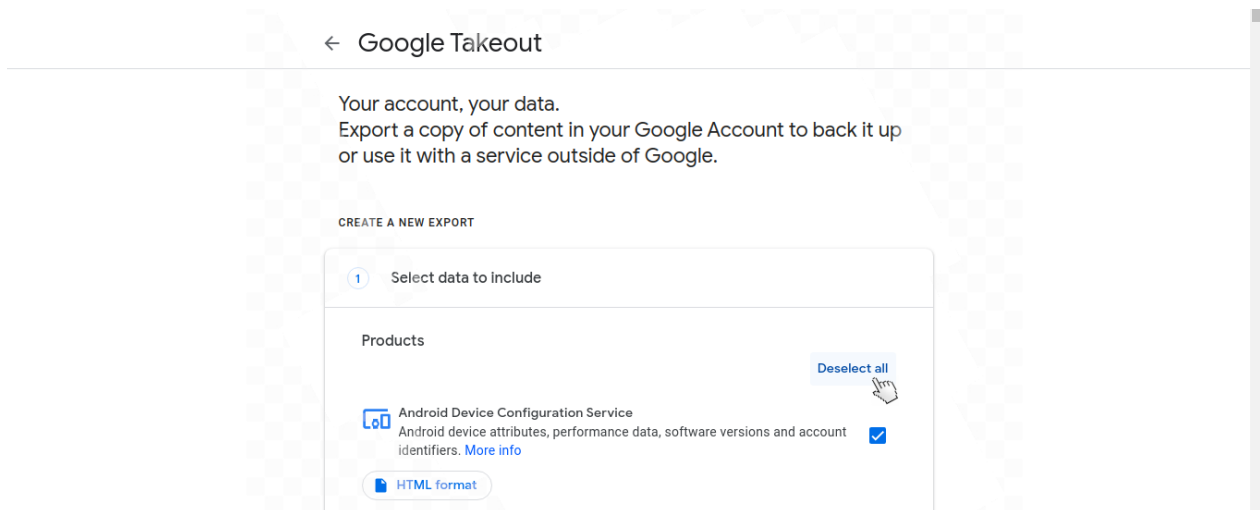 Google Takeout
Your account, your data.
Export a copy of content in your Google Account to back it up
or use it with a service outside of Google.
CREATE A NEW EXPORT
1 Select data to include
Products
Deselect all
Android Device Configuration Service
Android device attributes, performance data, software versions and account
identifiers. More info
HTML format